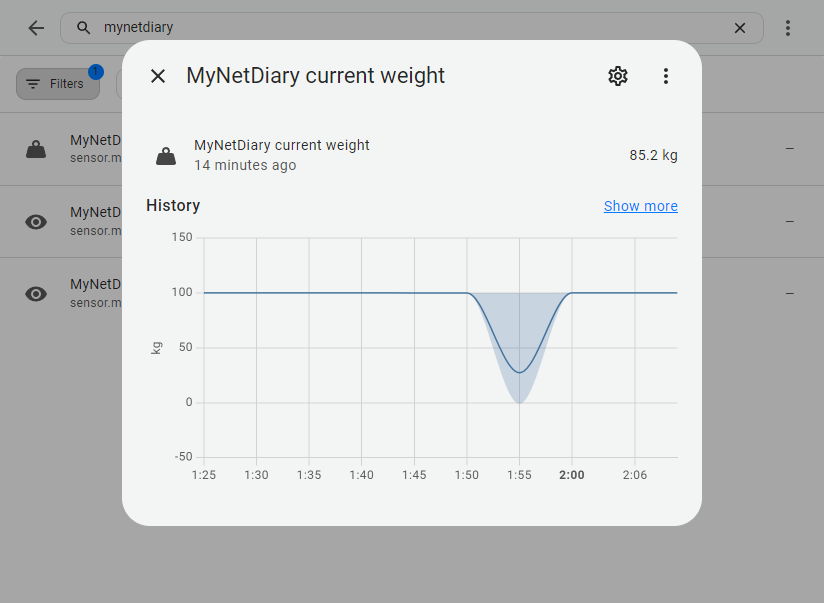 mynetdiary
1
Filters
MyNetDiary current weight
MyNetD
sensor.m
MyNetDiary current weight
14 minutes ago
85.2 kg
–
History
Show more
MyNetD
sensor.m
–
MyNetD
sensor.m
–
150
100
50
0
-50
kg
1:25
1:30
1:35
1:40
1:45
1:50
1:55
2:00
2:06